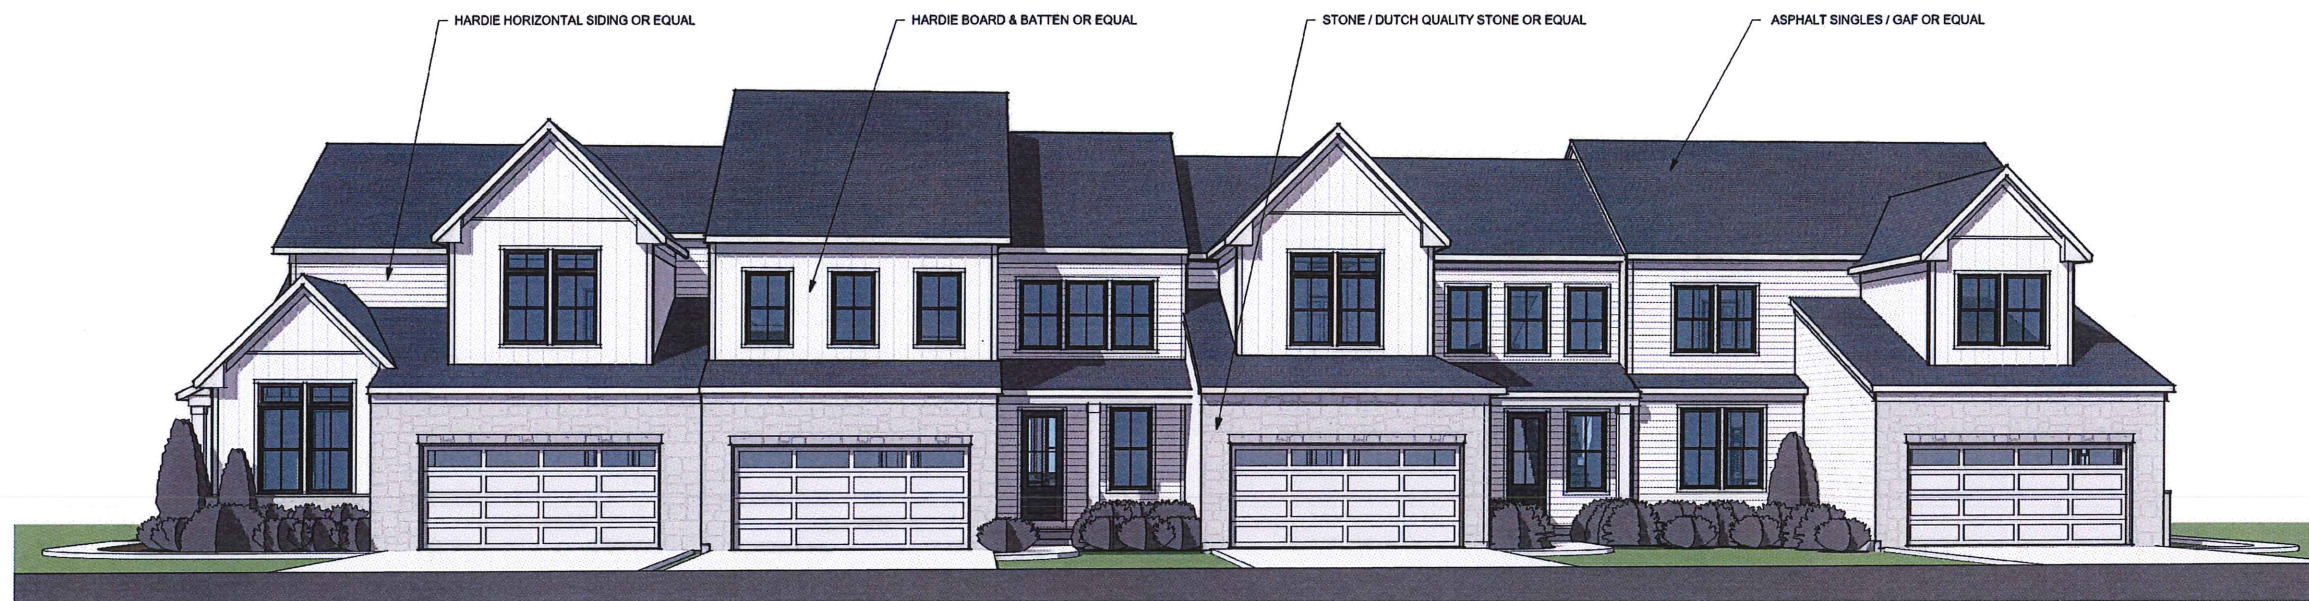 HARDIE HORIZONTAL SIDING OR EQUAL
HARDIE BOARD & BATTEN OR EQUAL
STONE / DUTCH QUALITY STONE OR EQUAL
ASPHALT SINGLES / GAF OR EQUAL